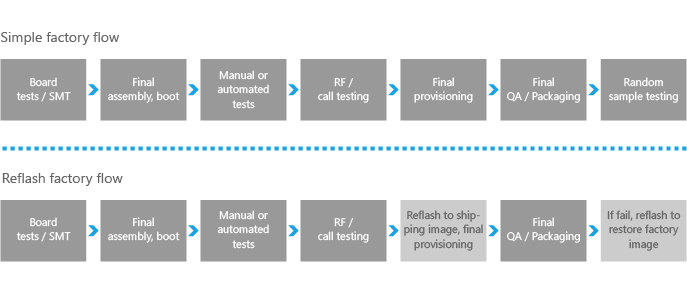 Simple factory flow
Board
tests / SMT
Final
assembly, boot
Manual or
automated
tests
RF /
call testing
Final
provisioning
Final
QA / Packaging
Random
sample testing
Reflash factory flow
Board
tests / SMT
Final
assembly, boot
Manual or
automated
tests
RF /
call testing
Reflash to ship-
ping image, final
provisioning
Final
QA / Packaging
If fail, reflash to
restore factory
image